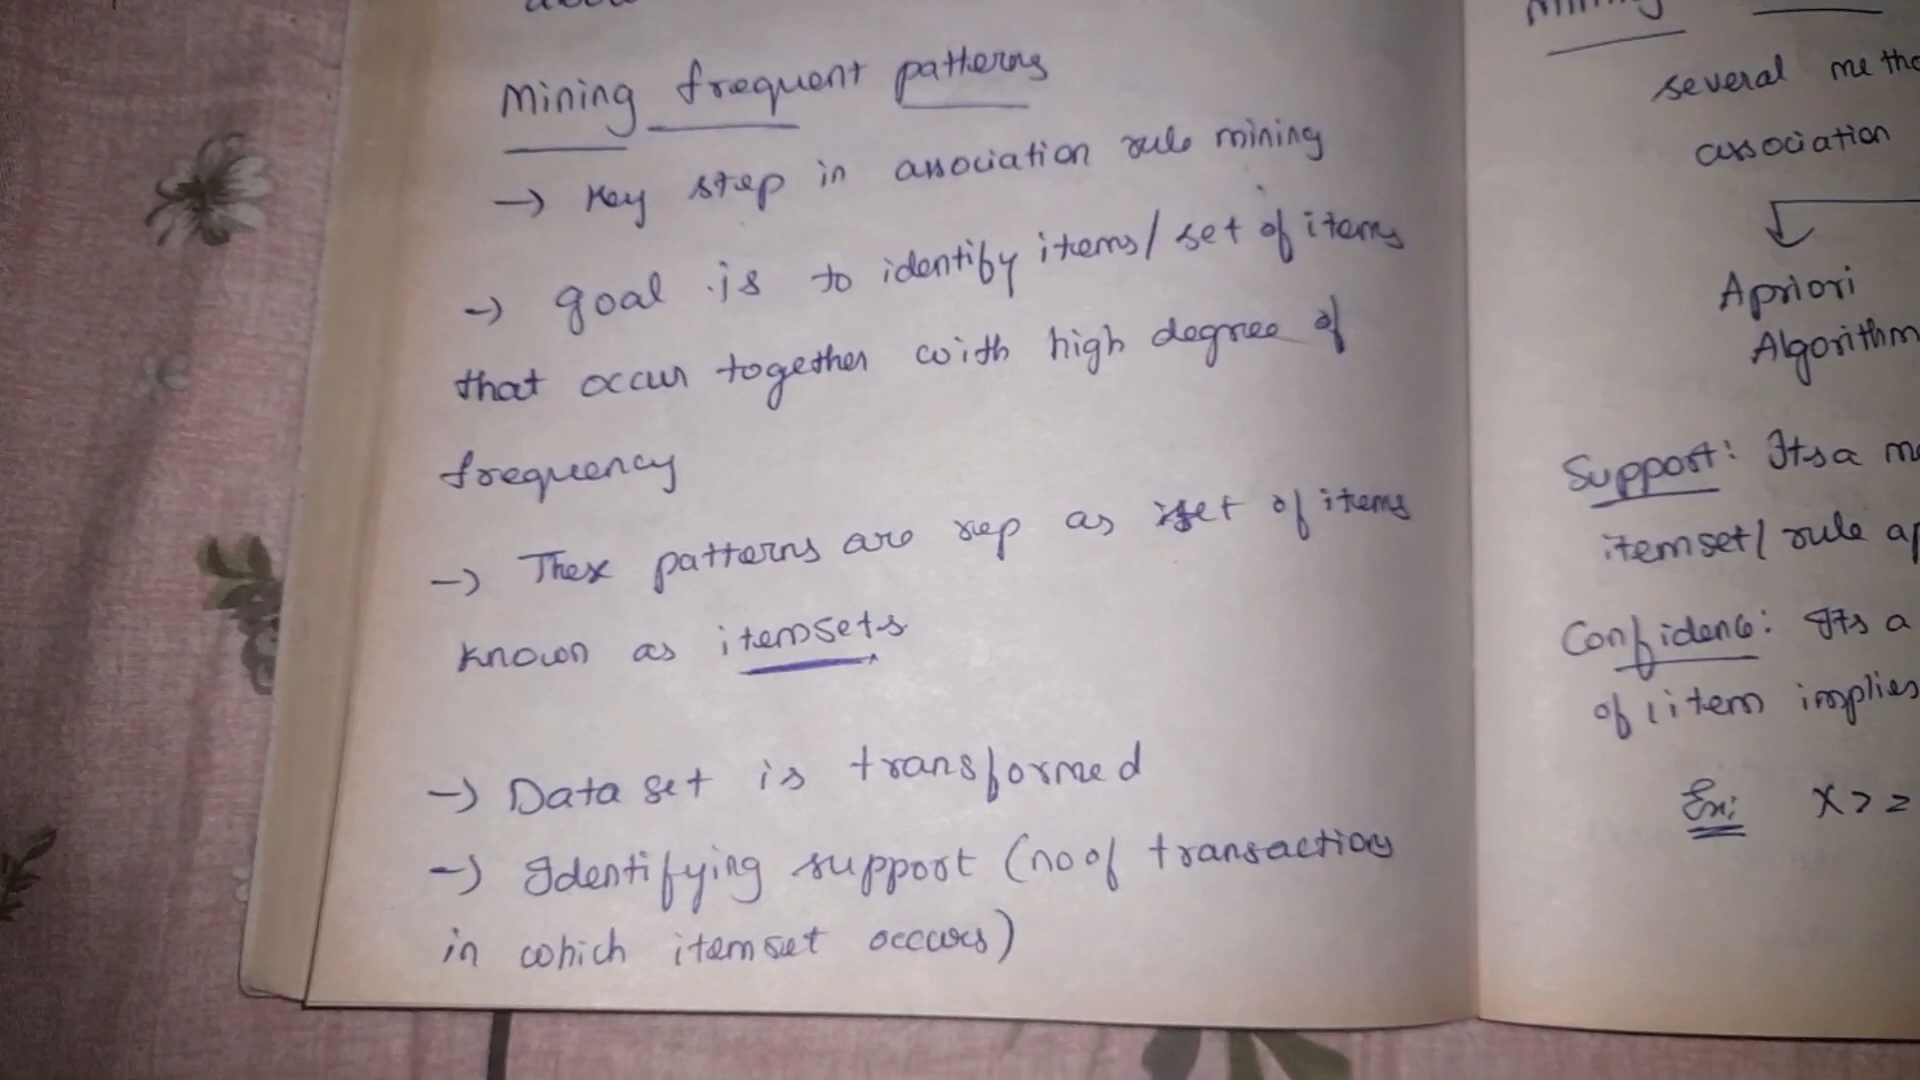 Mining frequent patterns
→ Key step in association rule mining
→ goal is to identify items/ set of items
that occur together with high degree of
frequency
→ These patterns are rep as set of items
known as itemsets
→ Data set is transformed
→ Identifying support (no of transactions
in which itemset occurs)
several
association
Apriori
Algorithm
Support: Its a
itemset/ rule
Confidence: Its a
of 1 item implies
Ex: X>2